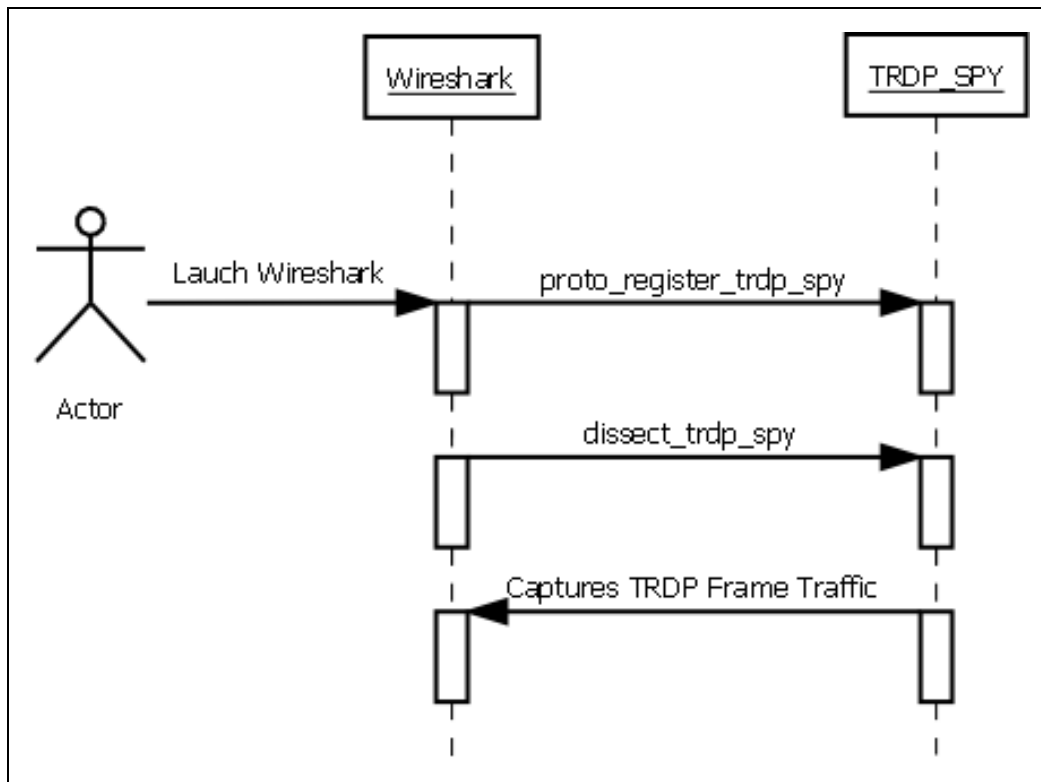 Wireshark
TRDP_SPY
Lauch Wireshark
proto_register_trdp_spy
Actor
dissect_trdp_spy
Captures TRDP Frame Traffic